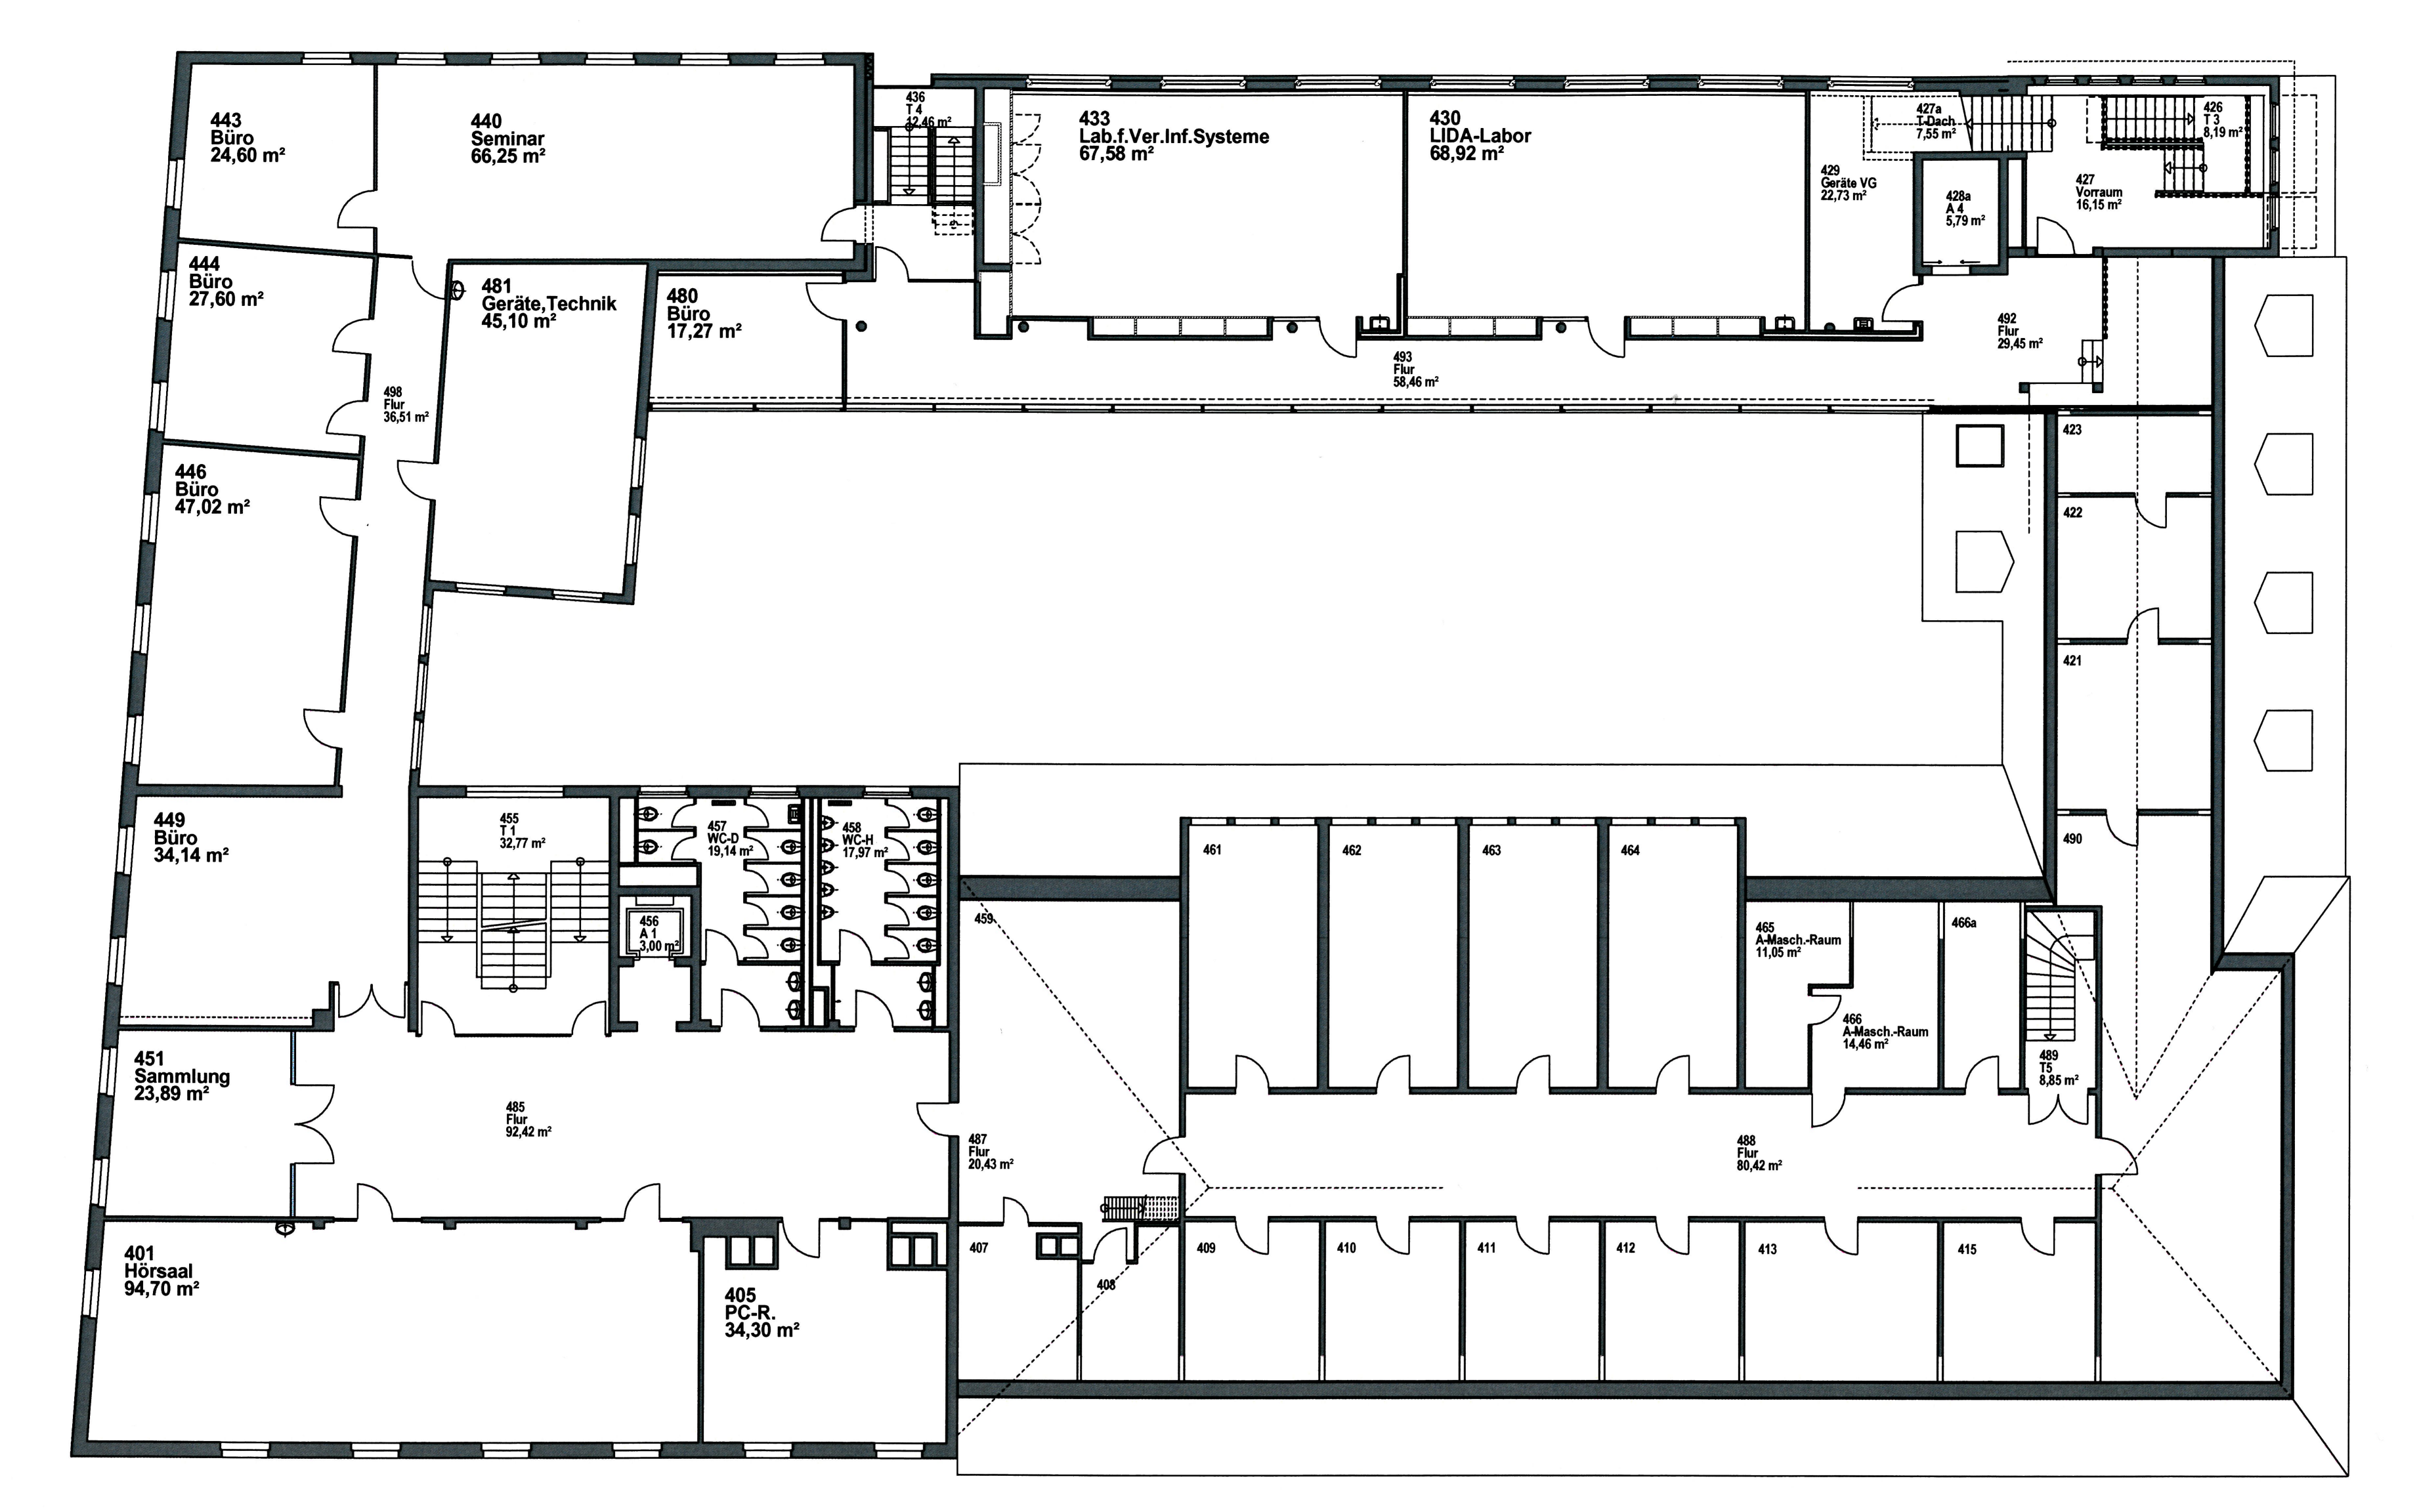 443
Büro
24,60 m²
440
Seminar
66,25 m²
436
T 4
12,46 m²
433
Lab.f.Ver.Inf.Systeme
67,58 m²
430
LIDA-Labor
68,92 m²
427a
T-Dach
7,55 m²
426
T 3
8,19 m²
429
Geräte VG
22,73 m²
428a
A 4
5,79 m²
427
Vorraum
16,15 m²
444
Büro
27,60 m²
481
Geräte,Technik
45,10 m²
480
Büro
17,27 m²
493
Flur
58,46 m²
492
Flur
29,45 m²
498
Flur
36,51 m²
446
Büro
47,02 m²
423
422
421
490
449
Büro
34,14 m²
455
T 1
32,77 m²
457
WC-D
19,14 m²
458
WC-H
17,97 m²
456
A 1
3,00 m²
459
461
462
463
464
465
A-Masch.-Raum
11,05 m²
466
A-Masch.-Raum
14,46 m²
466a
489
T5
8,85 m²
451
Sammlung
23,89 m²
485
Flur
92,42 m²
487
Flur
20,43 m²
488
Flur
80,42 m²
401
Hörsaal
94,70 m²
405
PC-R.
34,30 m²
407
408
409
410
411
412
413
415